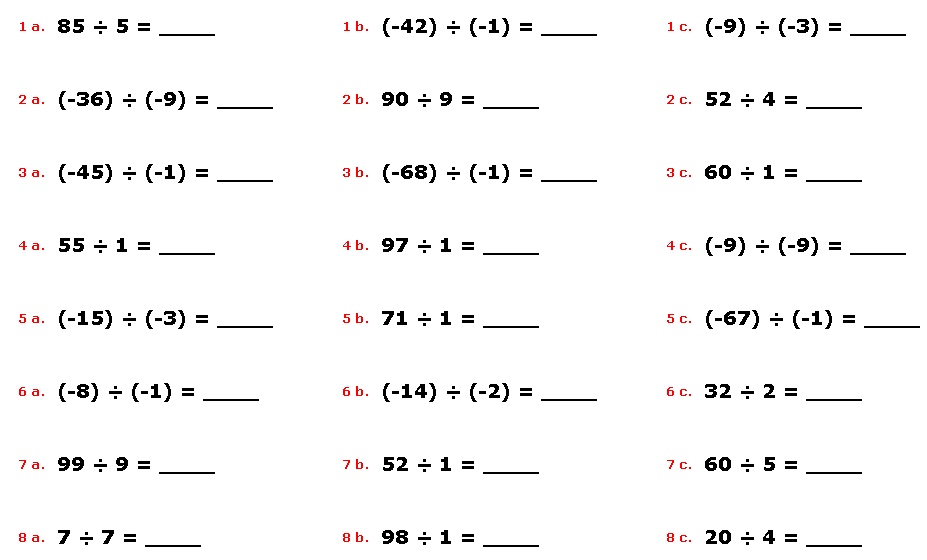 1 a. 85 ÷ 5 = _____ 1 b. (-42) ÷ (-1) = _____ 1 c. (-9) ÷ (-3) = _____
2 a. (-36) ÷ (-9) = _____ 2 b. 90 ÷ 9 = _____ 2 c. 52 ÷ 4 = _____
3 a. (-45) ÷ (-1) = _____ 3 b. (-68) ÷ (-1) = _____ 3 c. 60 ÷ 1 = _____
4 a. 55 ÷ 1 = _____ 4 b. 97 ÷ 1 = _____ 4 c. (-9) ÷ (-9) = _____
5 a. (-15) ÷ (-3) = _____ 5 b. 71 ÷ 1 = _____ 5 c. (-67) ÷ (-1) = _____
6 a. (-8) ÷ (-1) = _____ 6 b. (-14) ÷ (-2) = _____ 6 c. 32 ÷ 2 = _____
7 a. 99 ÷ 9 = _____ 7 b. 52 ÷ 1 = _____ 7 c. 60 ÷ 5 = _____
8 a. 7 ÷ 7 = _____ 8 b. 98 ÷ 1 = _____ 8 c. 20 ÷ 4 = _____